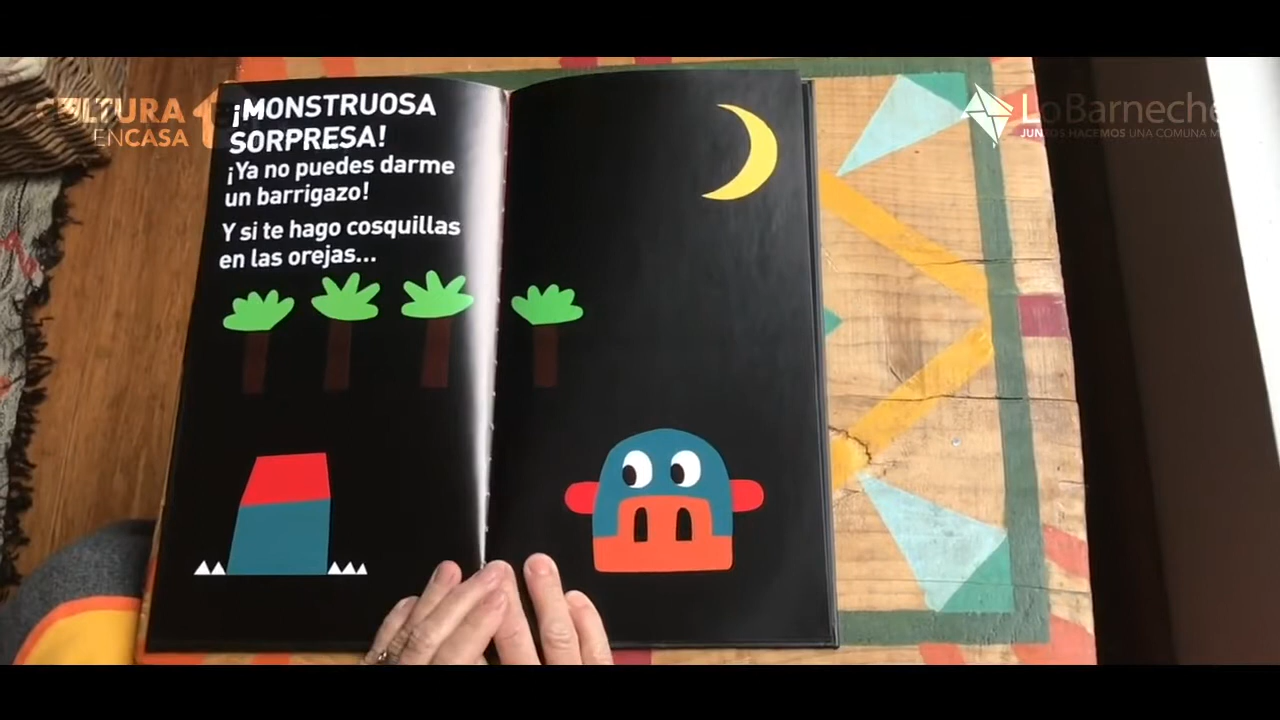 ¡MONSTRUOSA
SORPRESA!
¡Ya no puedes darme
un barrigazo!
Y si te hago cosquillas
en las orejas...
CULTURA
ENCASA
LoBarneche
JUNTOS HACEMOS UNA COMUNA M